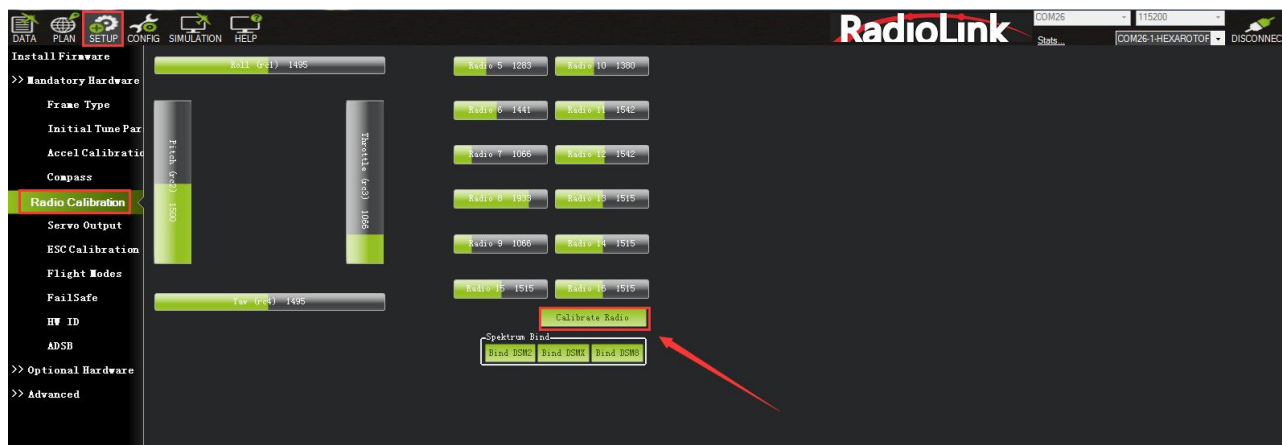 DATA PLAN SETUP CONFIG SIMULATION HELP
RadioLink
COM26 115200
Stats... COM26-1-HEXAROTOF DISCONNEC
Install Firmware
>> Mandatory Hardware
Frame Type
Initial Tune Par
Accel Calibratio
Compass
Radio Calibration
Servo Output
ESC Calibration
Flight Modes
FailSafe
HW ID
ADSB
>> Optional Hardware
>> Advanced
Roll (rc1) 1495
Pitch (rc2) 1500
Throttle (rc3) 1066
Yaw (rc4) 1495
Radio 5 1283 Radio 10 1380
Radio 6 1441 Radio 11 1542
Radio 7 1066 Radio 12 1542
Radio 8 1933 Radio 13 1515
Radio 9 1066 Radio 14 1515
Radio 15 1515 Radio 16 1515
Calibrate Radio
Spektrum Bind
Bind DSM2 Bind DSMX Bind DSM8